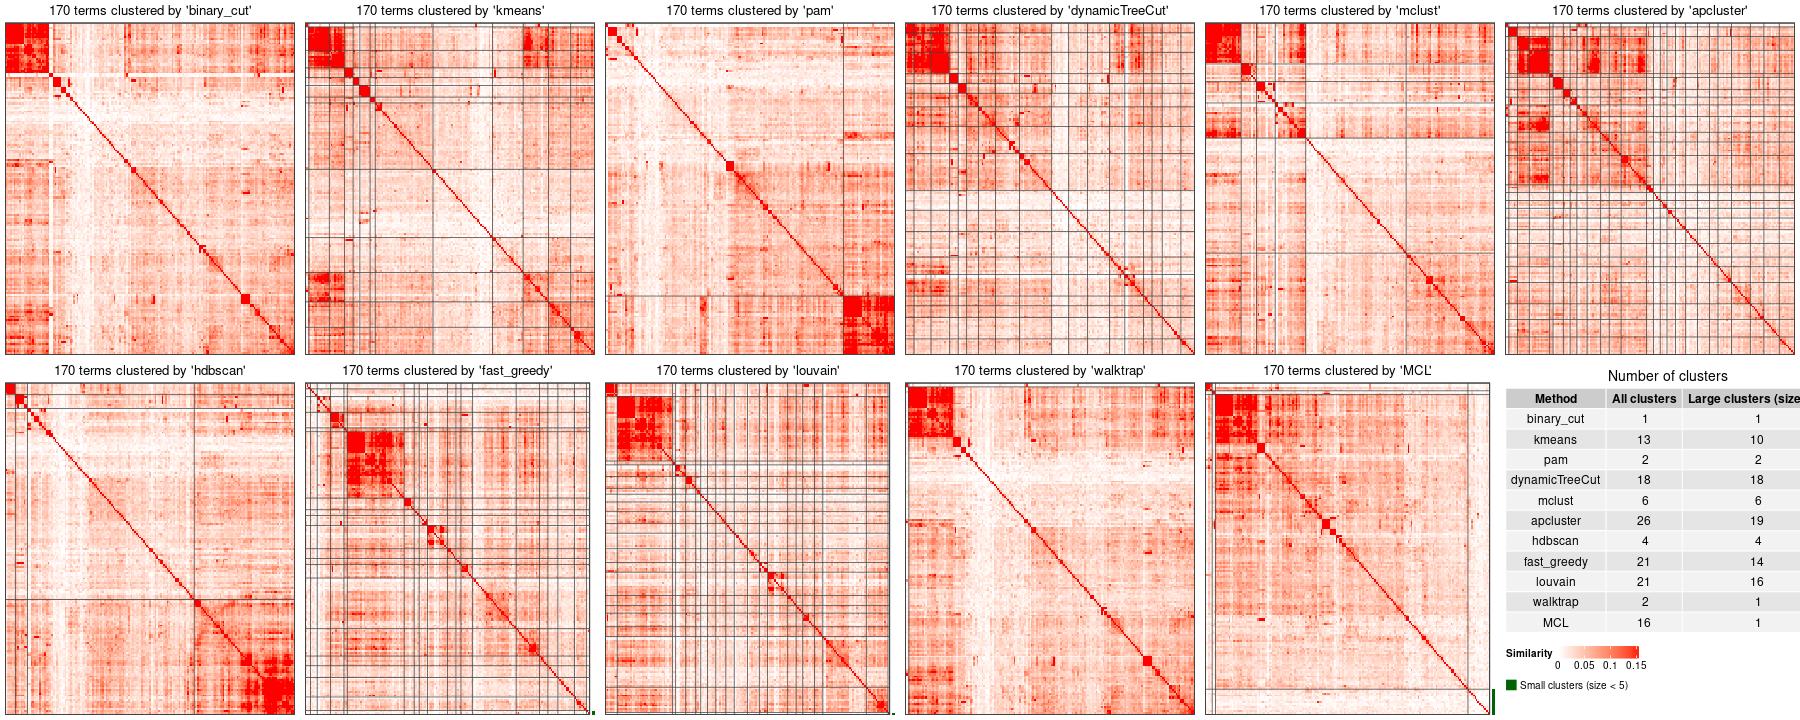 170 terms clustered by 'binary_cut'
170 terms clustered by 'kmeans'
170 terms clustered by 'pam'
170 terms clustered by 'dynamicTreeCut'
170 terms clustered by 'mclust'
170 terms clustered by 'apcluster'
170 terms clustered by 'hdbscan'
170 terms clustered by 'fast_greedy'
170 terms clustered by 'louvain'
170 terms clustered by 'walktrap'
170 terms clustered by 'MCL'
Number of clusters
Method All clusters Large clusters (size
binary_cut 1 1
kmeans 13 10
pam 2 2
dynamicTreeCut 18 18
mclust 6 6
apcluster 26 19
hdbscan 4 4
fast_greedy 21 14
louvain 21 16
walktrap 2 1
MCL 16 1
Similarity
0 0.05 0.1 0.15
Small clusters (size < 5)